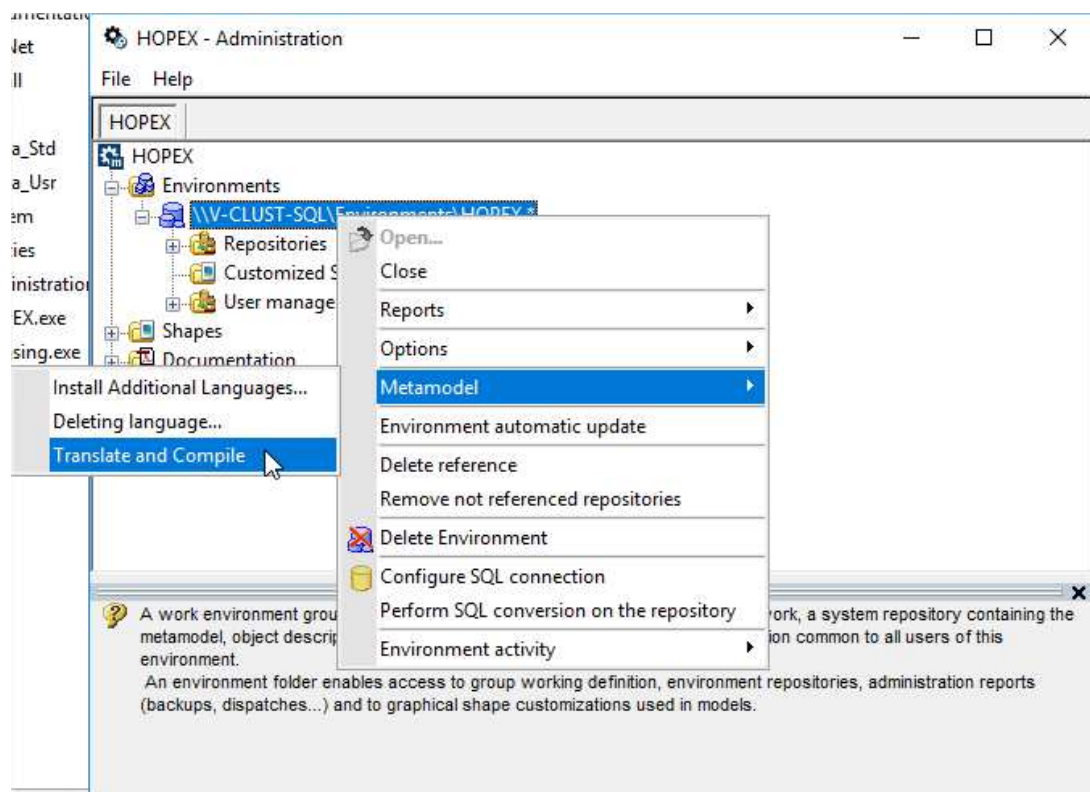 Net
ll
a_Std
a_Usr
em
ies
inistration
EX.exe
sing.exe
HOPEX - Administration
File Help
HOPEX
HOPEX
Environments
\\V-CLUST-SQL\Environments\HOPEX *
Repositories
Customized S
User manage
Shapes
Documentation
Open...
Close
Reports
Options
Metamodel
Environment automatic update
Delete reference
Remove not referenced repositories
Delete Environment
Configure SQL connection
Perform SQL conversion on the repository
Environment activity
Install Additional Languages...
Deleting language...
Translate and Compile
A work environment grou ork, a system repository containing the
metamodel, object descrip ion common to all users of this
environment.
An environment folder enables access to group working definition, environment repositories, administration reports
(backups, dispatches...) and to graphical shape customizations used in models.